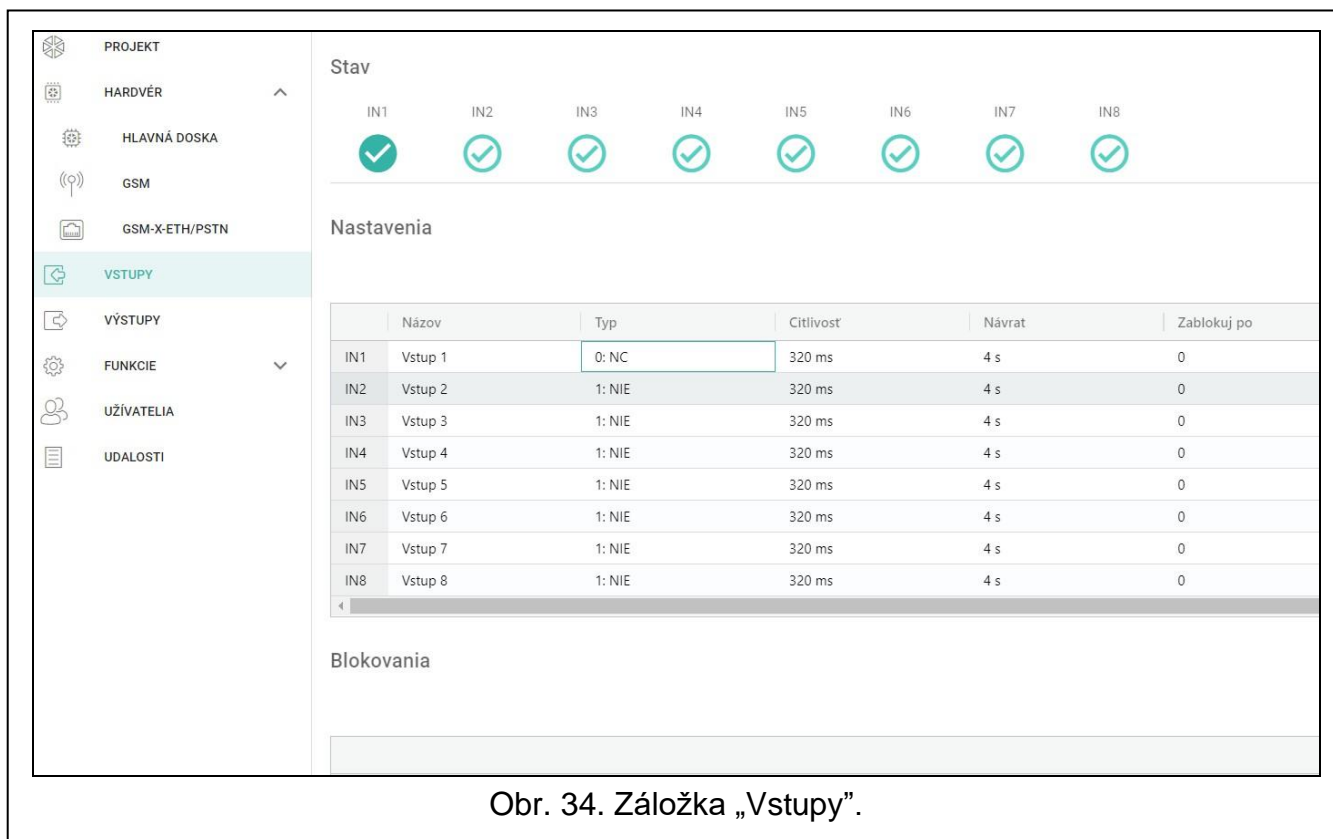 PROJEKT
HARDVÉR
HLAVNÁ DOSKA
GSM
GSM-X-ETH/PSTN
VSTUPY
VÝSTUPY
FUNKCIE
UŽÍVATELIA
UDALOSTI
Stav
IN1 IN2 IN3 IN4 IN5 IN6 IN7 IN8
Nastavenia
Názov Typ Citlivosť Návrat Zablokuj po
IN1 Vstup 1 0: NC 320 ms 4 s 0
IN2 Vstup 2 1: NIE 320 ms 4 s 0
IN3 Vstup 3 1: NIE 320 ms 4 s 0
IN4 Vstup 4 1: NIE 320 ms 4 s 0
IN5 Vstup 5 1: NIE 320 ms 4 s 0
IN6 Vstup 6 1: NIE 320 ms 4 s 0
IN7 Vstup 7 1: NIE 320 ms 4 s 0
IN8 Vstup 8 1: NIE 320 ms 4 s 0
Blokovania
Obr. 34. Záložka „Vstupy”.